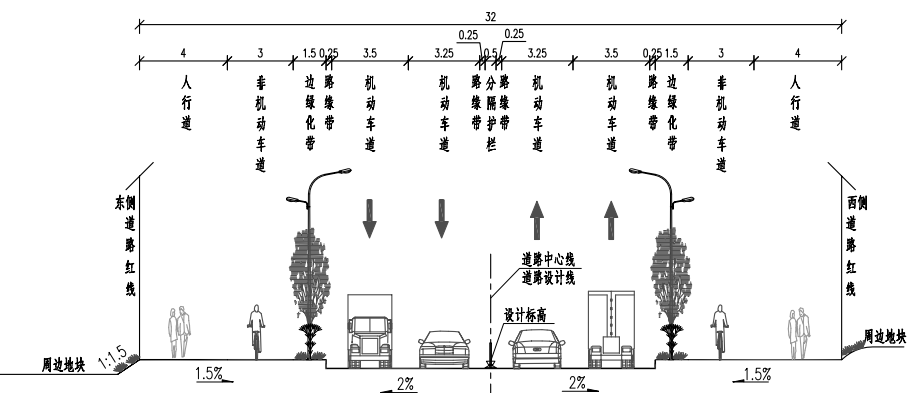 32
0.25
0.25
4
3
1.5
0.25
3.5
3.25
0.5
3.25
3.5
0.25
1.5
3
4
人行道
非机动车道
边绿化带
路缘带
机动车道
机动车道
路缘带
分隔护栏
路缘带
机动车道
机动车道
路缘带
边绿化带
非机动车道
人行道
东侧道路红线
西侧道路红线
道路中心线
道路设计线
设计标高
周边地块
1:1.5
周边地块
1.5%
2%
2%
1.5%